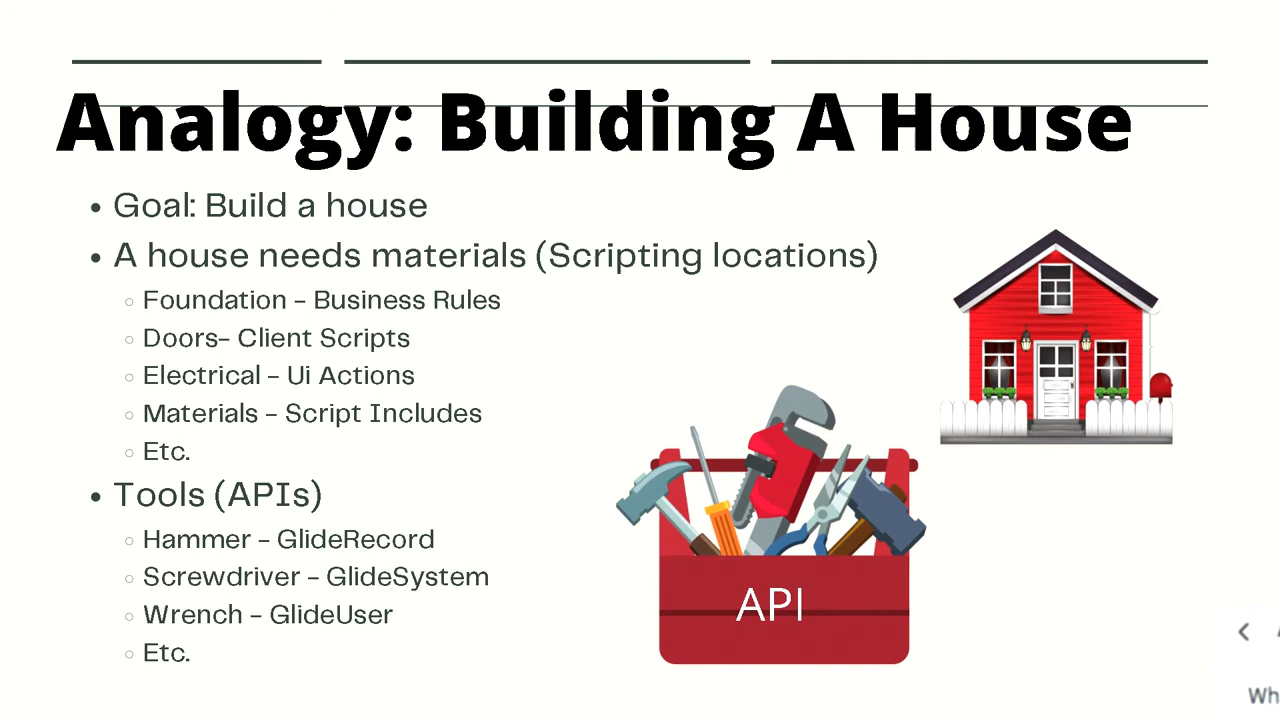 Analogy: Building A House
Goal: Build a house
A house needs materials (Scripting locations)
Foundation - Business Rules
Doors- Client Scripts
Electrical - Ui Actions
Materials - Script Includes
Etc.
Tools (APIs)
Hammer - GlideRecord
Screwdriver - GlideSystem
Wrench - GlideUser
Etc.
API
Wh